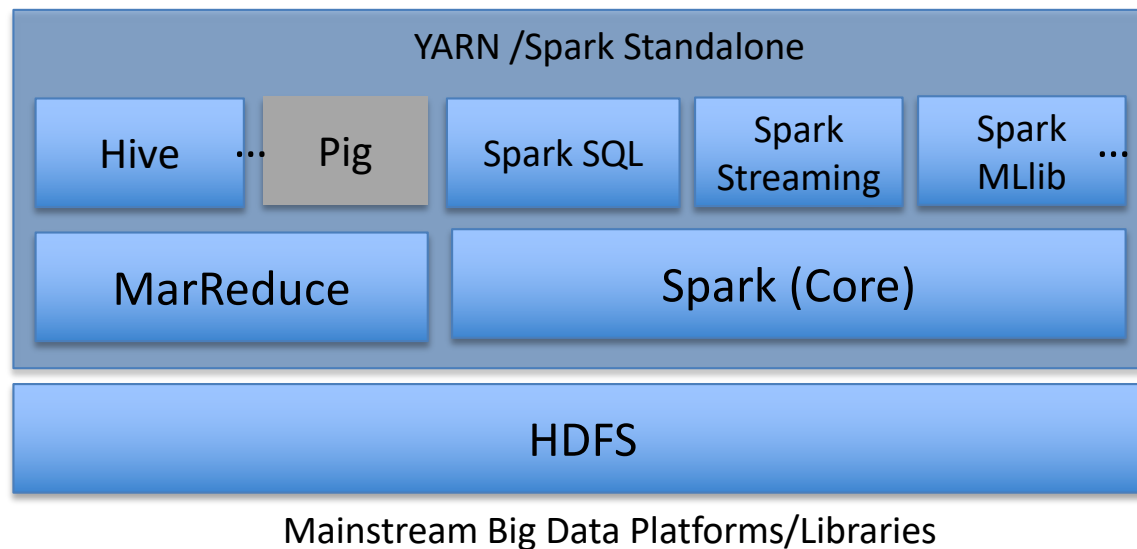 YARN /Spark Standalone
Hive ... Pig
Spark SQL
Spark
Streaming
Spark
MLlib ...
MarReduce
Spark (Core)
HDFS
Mainstream Big Data Platforms/Libraries